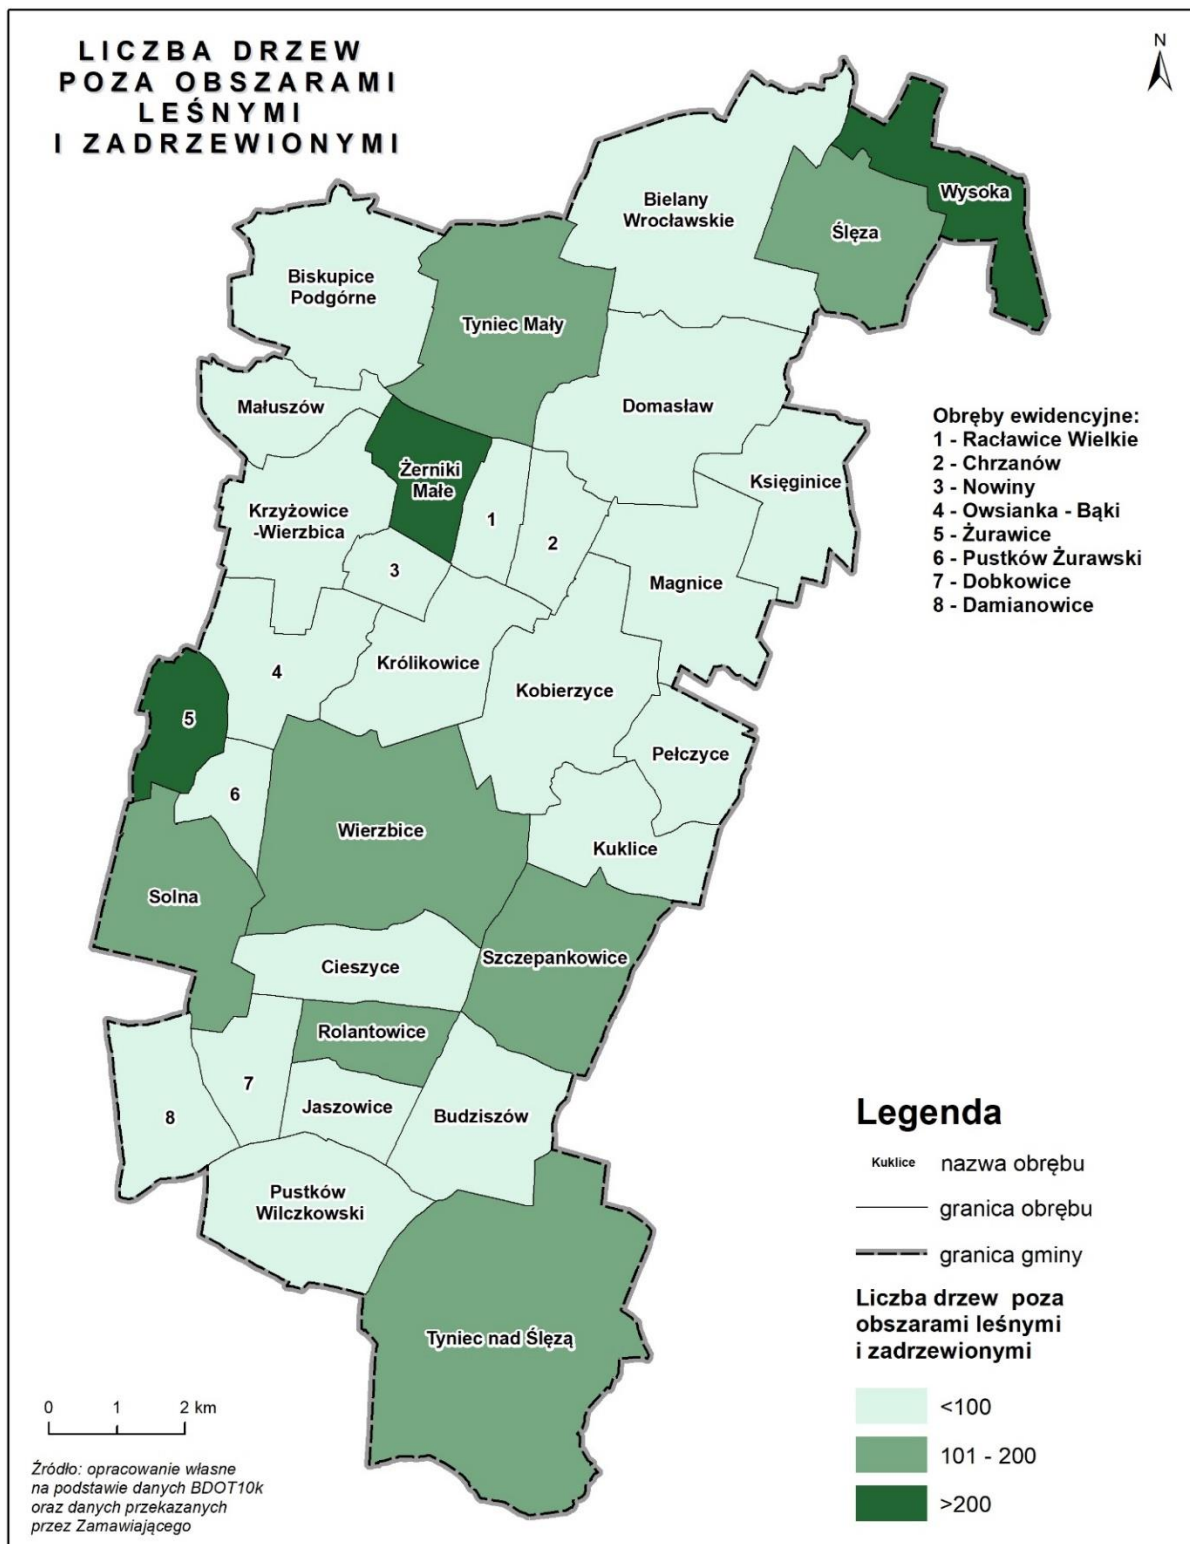 LICZBA DRZEW
POZA OBSZARAMI
LEŚNYMI
I ZADRZEWIONYMI
N
Wysoka
Bielany
Wrocławskie
Ślęza
Biskupice
Podgórne
Tyniec Mały
Małuszów
Domasław
Księginice
Żerniki
Małe
Krzyżowice
-Wierzbica
1
2
3
Magnice
4
Królikowice
Kobierzyce
5
Pełczyce
6
Wierzbice
Kuklice
Solna
Cieszyce
Szczepankowice
Rolantowice
7
8
Jaszowice
Budziszów
Pustków
Wilczkowski
Tyniec nad Ślęzą
Obręby ewidencyjne:
1 - Racławice Wielkie
2 - Chrzanów
3 - Nowiny
4 - Owsianka - Bąki
5 - Żurawice
6 - Pustków Żurawski
7 - Dobkowice
8 - Damianowice
Legenda
Kuklice nazwa obrębu
granica obrębu
granica gminy
Liczba drzew poza
obszarami leśnymi
i zadrzewionymi
<100
101 - 200
>200
0 1 2 km
Źródło: opracowanie własne
na podstawie danych BDOT10k
oraz danych przekazanych
przez Zamawiającego